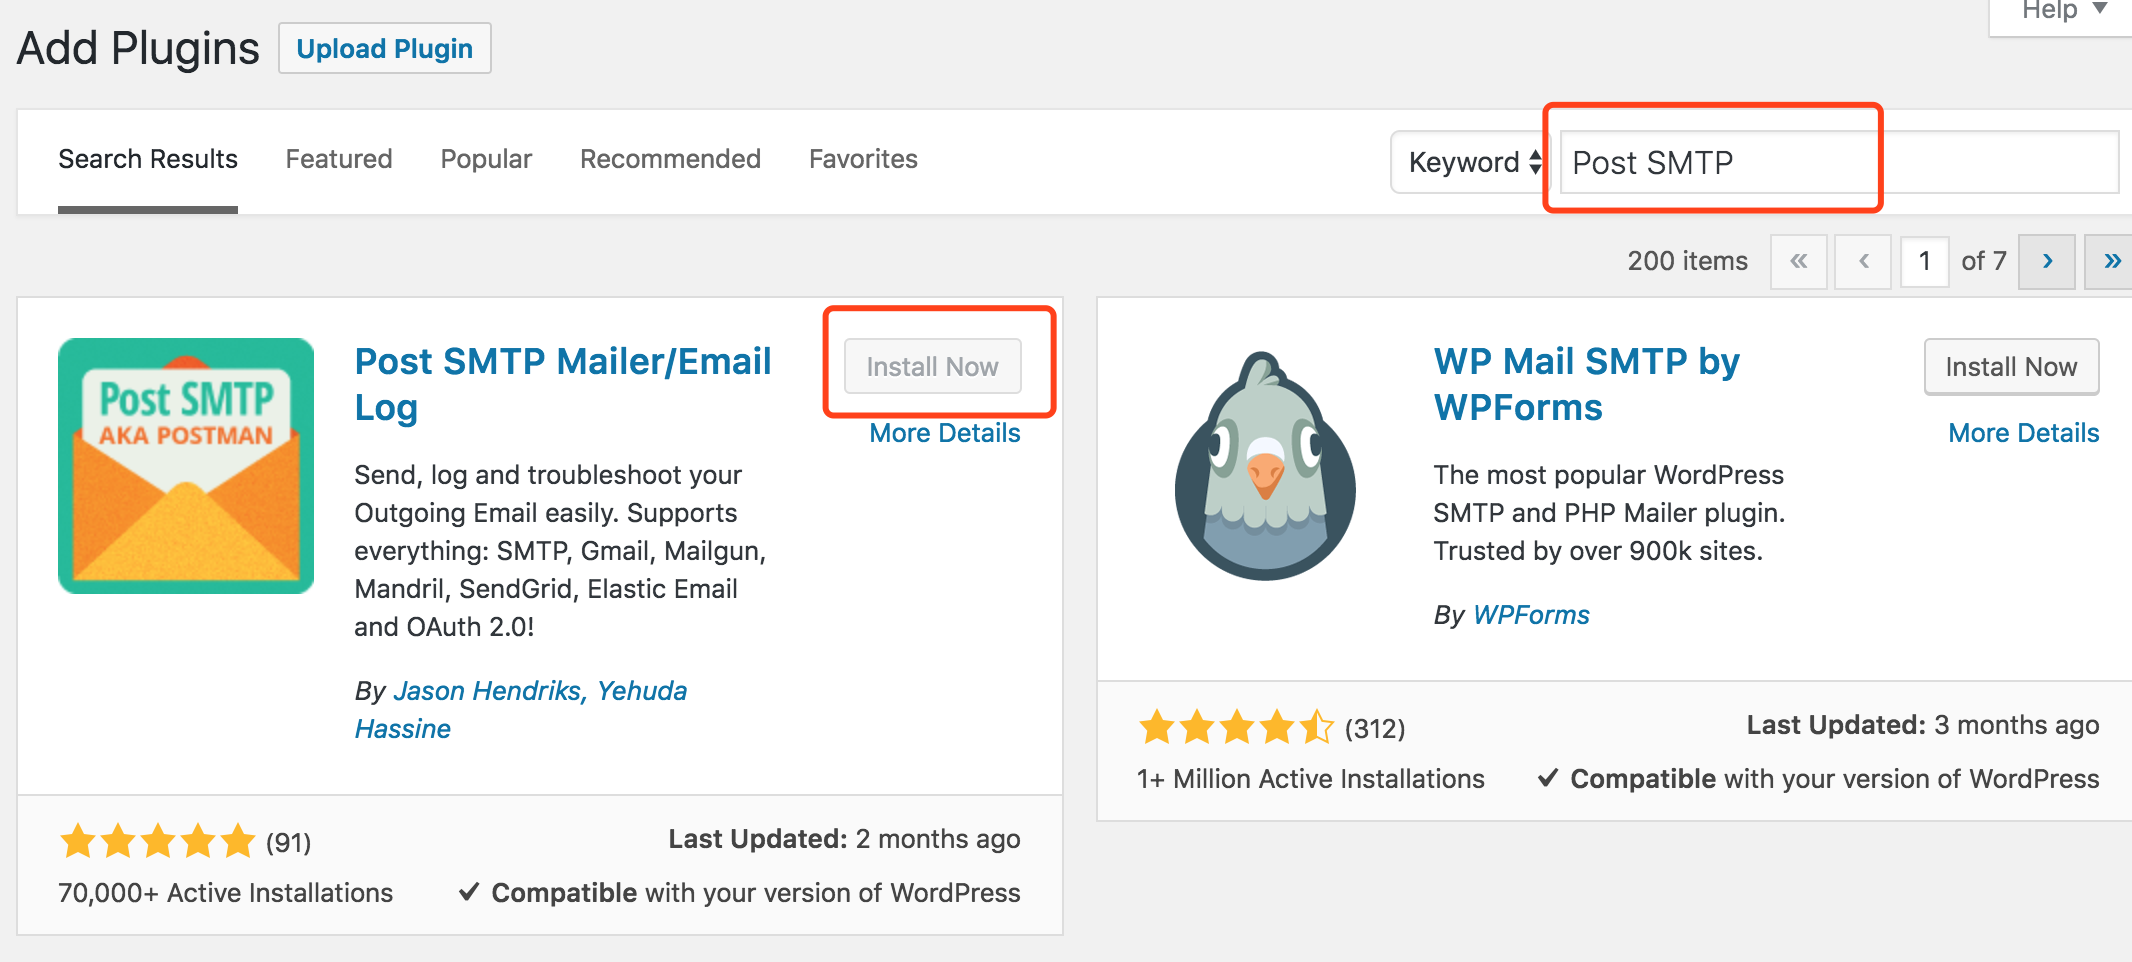 Help
Add Plugins Upload Plugin
Search Results Featured Popular Recommended Favorites Keyword Post SMTP
200 items « ‹ 1 of 7 › »
Post SMTP
AKA POSTMAN
Post SMTP Mailer/Email
Log
Install Now
More Details
Send, log and troubleshoot your
Outgoing Email easily. Supports
everything: SMTP, Gmail, Mailgun,
Mandril, SendGrid, Elastic Email
and OAuth 2.0!
By Jason Hendriks, Yehuda
Hassine
(91)
Last Updated: 2 months ago
70,000+ Active Installations
✓ Compatible with your version of WordPress
WP Mail SMTP by
WPForms
Install Now
More Details
The most popular WordPress
SMTP and PHP Mailer plugin.
Trusted by over 900k sites.
By WPForms
(312)
Last Updated: 3 months ago
1+ Million Active Installations
✓ Compatible with your version of WordPress